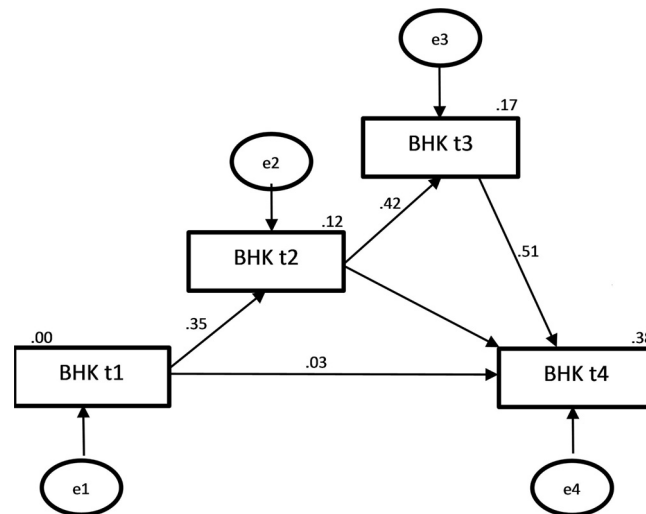 e3
.17
BHK t3
e2
.12
.42
BHK t2
.51
.35
.00
.38
.03
BHK t1
BHK t4
e1
e4